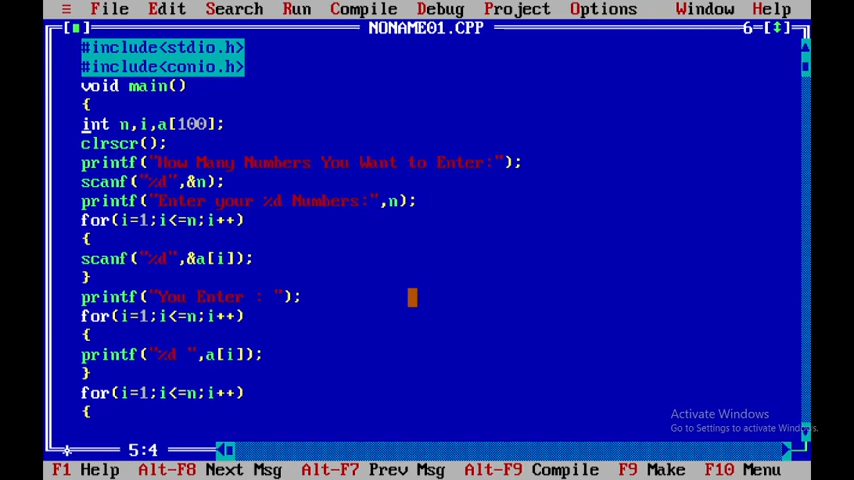 ≡ File Edit Search Run Compile Debug Project Options Window Help
[■] NONAME01.CPP 6=[↕]
#include<stdio.h>
#include<conio.h>
void main()
{
int n,i,a[100];
clrscr();
printf("How Many Numbers You Want to Enter:");
scanf("%d",&n);
printf("Enter your %d Numbers:",n);
for(i=1;i<=n;i++)
{
scanf("%d",&a[i]);
}
printf("You Enter : ");
for(i=1;i<=n;i++)
{
printf("%d ",a[i]);
}
for(i=1;i<=n;i++)
{
Activate Windows
Go to Settings to activate Windows.
5:4
F1 Help Alt-F8 Next Msg Alt-F7 Prev Msg Alt-F9 Compile F9 Make F10 Menu